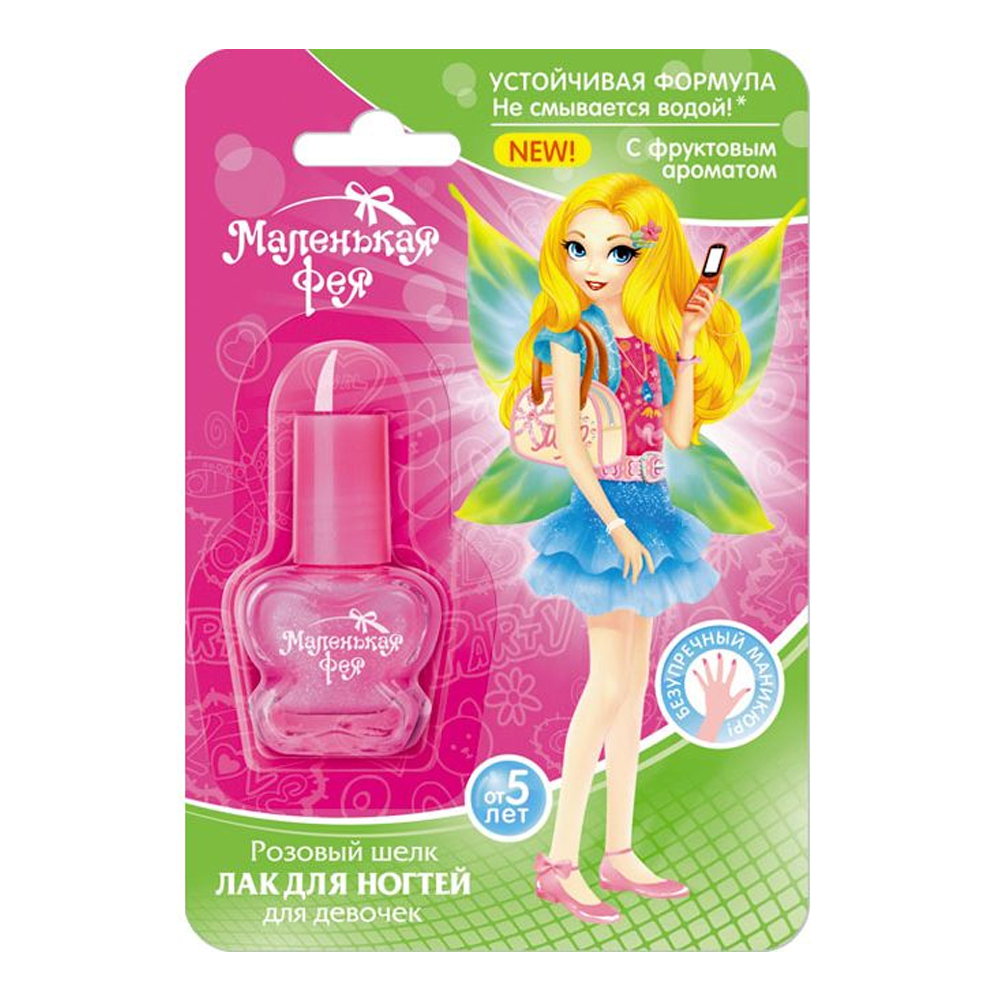 УСТОЙЧИВАЯ ФОРМУЛА
Не смывается водой!*
NEW!
С фруктовым
ароматом
Маленькая
фея
Маленькая
фея
PARTY
БЕЗУПРЕЧНЫЙ МАНИКЮР!
от 5
лет
Розовый шелк
ЛАК ДЛЯ НОГТЕЙ
для девочек